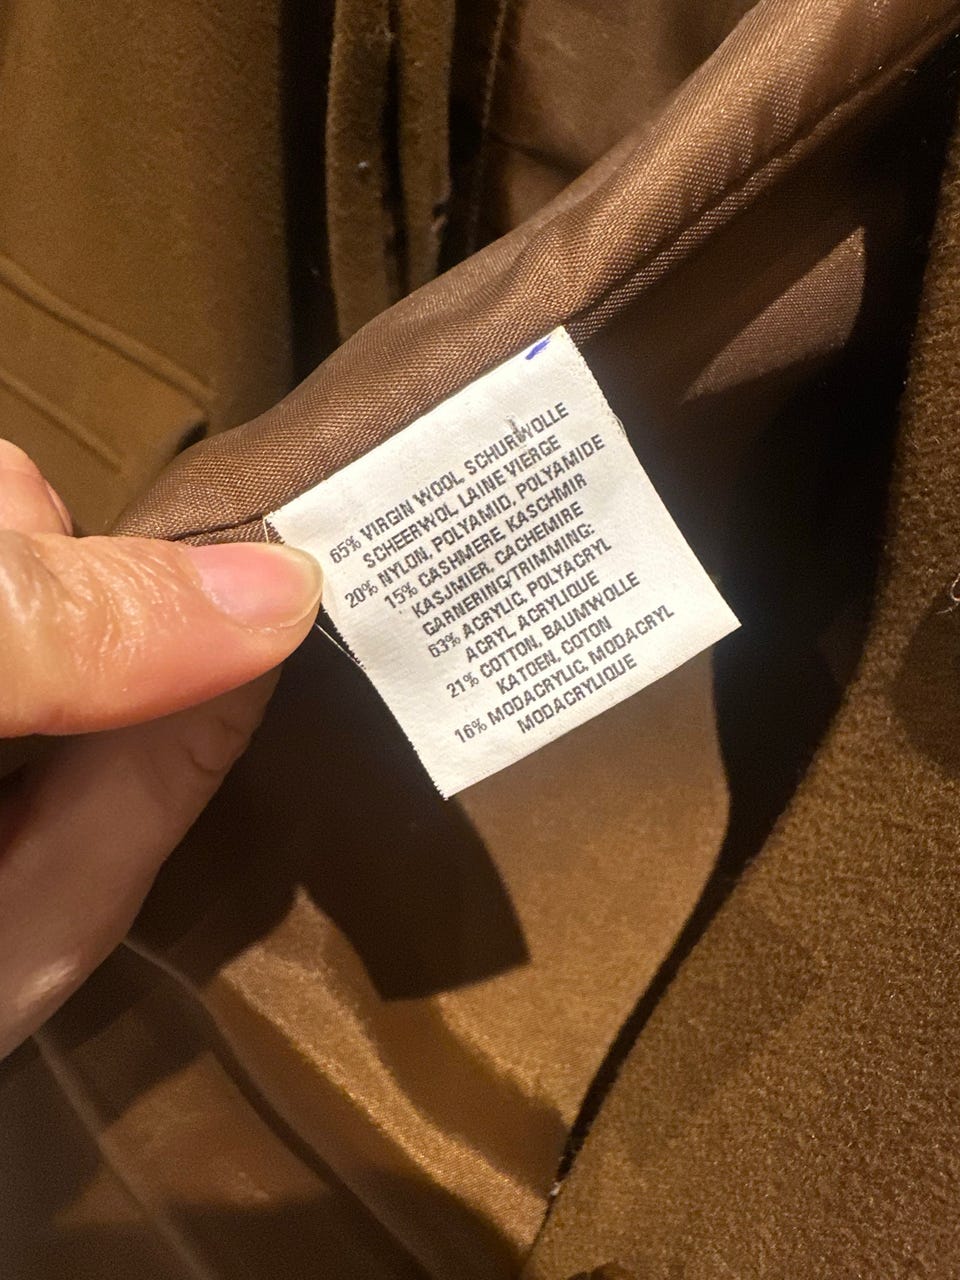 65% VIRGIN WOOL, SCHURWOLLE
SCHEERWOL, LAINE VIERGE
20% NYLON, POLYAMID, POLYAMIDE
15% CASHMERE, KASCHMIR
KASJMIER, CACHEMIRE
GARNERING/TRIMMING:
63% ACRYLIC, POLYACRYL
ACRYL, ACRYLIQUE
21% COTTON, BAUMWOLLE
KATOEN, COTON
16% MODACRYLIC, MODACRYL
MODACRYLIQUE